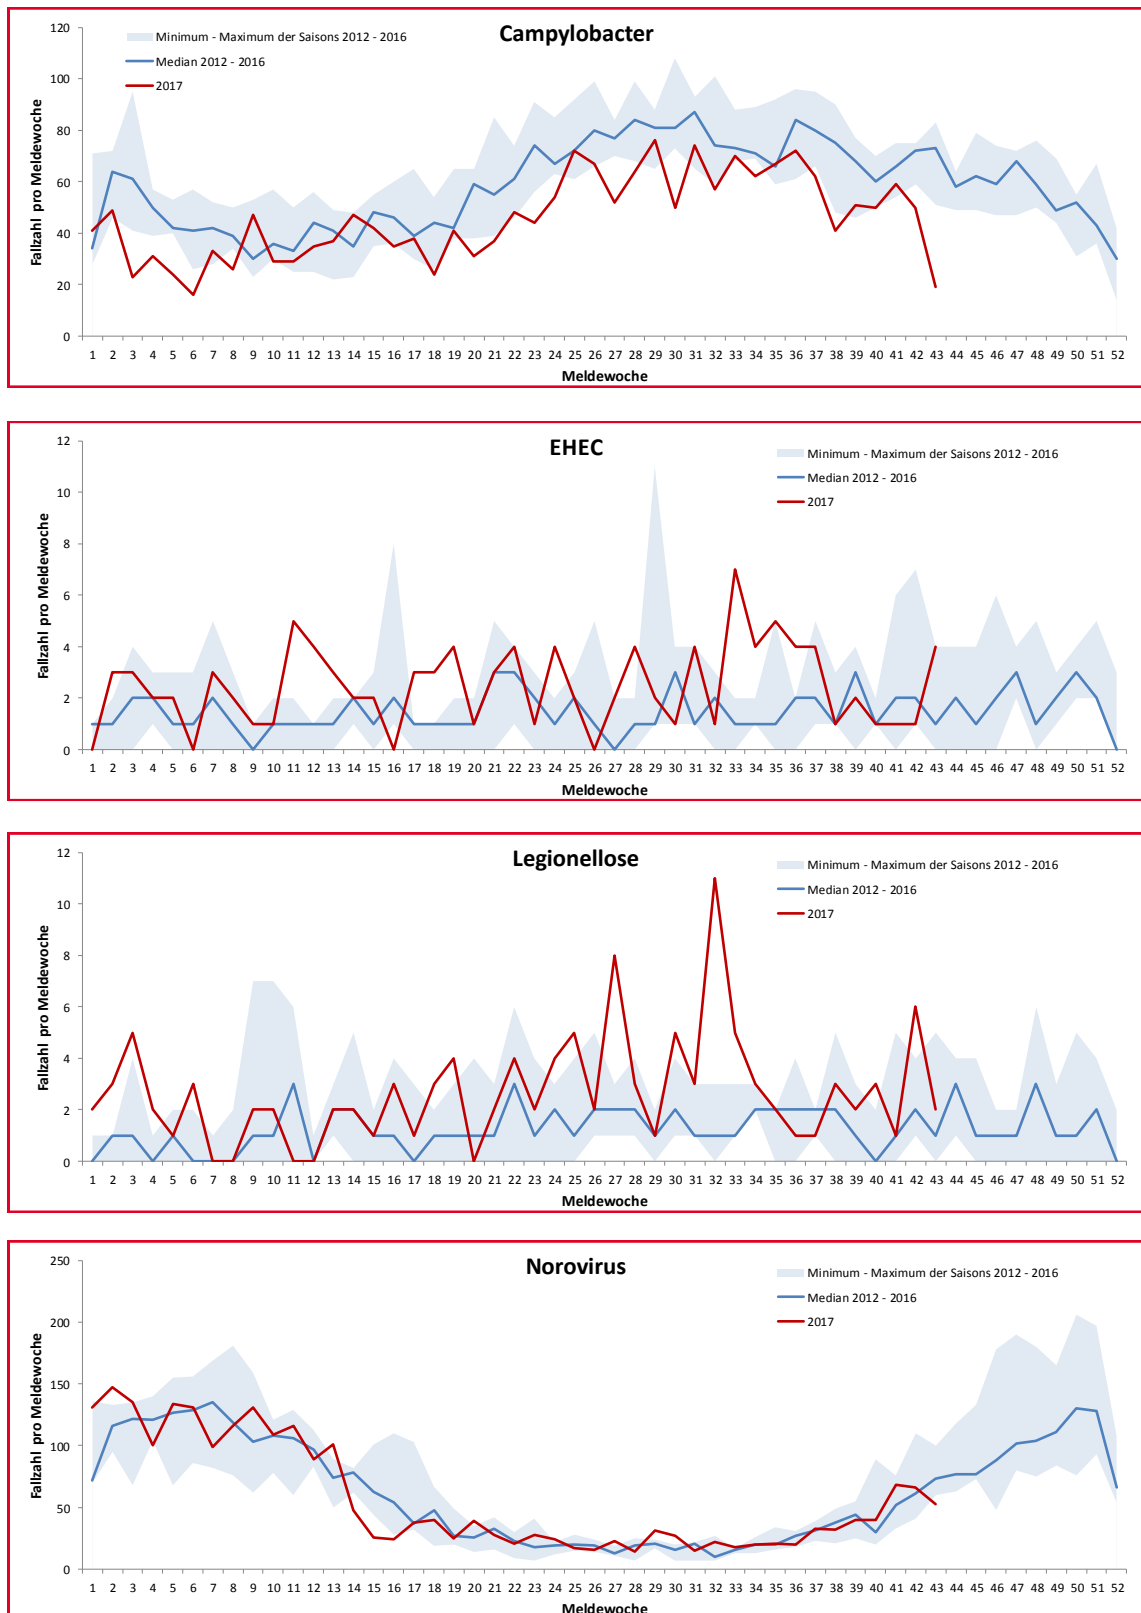 Campylobacter
Minimum - Maximum der Saisons 2012 - 2016
Median 2012 - 2016
2017
Fallzahl pro Meldewoche
120
100
80
60
40
20
0
1 2 3 4 5 6 7 8 9 10 11 12 13 14 15 16 17 18 19 20 21 22 23 24 25 26 27 28 29 30 31 32 33 34 35 36 37 38 39 40 41 42 43 44 45 46 47 48 49 50 51 52
Meldewoche
EHEC
Minimum - Maximum der Saisons 2012 - 2016
Median 2012 - 2016
2017
Fallzahl pro Meldewoche
12
10
8
6
4
2
0
1 2 3 4 5 6 7 8 9 10 11 12 13 14 15 16 17 18 19 20 21 22 23 24 25 26 27 28 29 30 31 32 33 34 35 36 37 38 39 40 41 42 43 44 45 46 47 48 49 50 51 52
Meldewoche
Legionellose
Minimum - Maximum der Saisons 2012 - 2016
Median 2012 - 2016
2017
Fallzahl pro Meldewoche
12
10
8
6
4
2
0
1 2 3 4 5 6 7 8 9 10 11 12 13 14 15 16 17 18 19 20 21 22 23 24 25 26 27 28 29 30 31 32 33 34 35 36 37 38 39 40 41 42 43 44 45 46 47 48 49 50 51 52
Meldewoche
Norovirus
Minimum - Maximum der Saisons 2012 - 2016
Median 2012 - 2016
2017
Fallzahl pro Meldewoche
250
200
150
100
50
0
1 2 3 4 5 6 7 8 9 10 11 12 13 14 15 16 17 18 19 20 21 22 23 24 25 26 27 28 29 30 31 32 33 34 35 36 37 38 39 40 41 42 43 44 45 46 47 48 49 50 51 52
Meldewoche